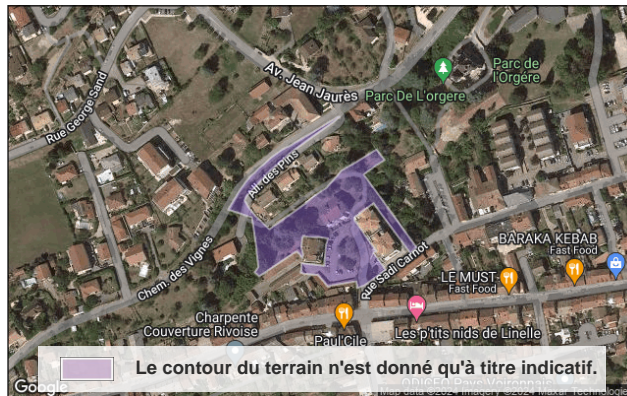 R 81
Av. Jean Jaurès
Rue George Sand
Parc de
l'Orgère
Parc De L'orgere
All. des Pins
Chem. des Vignes
Rue Sadi Carnot
BARAKA KEBAB
Fast Food
LE MUST
Fast Food
Charpente
Couverture Rivoise
Paul'Cile
Les p'tits nids de Linelle
Le contour du terrain n'est donné qu'à titre indicatif.
Google
Map data ©2024 Imagery ©2024 Maxar Technologies